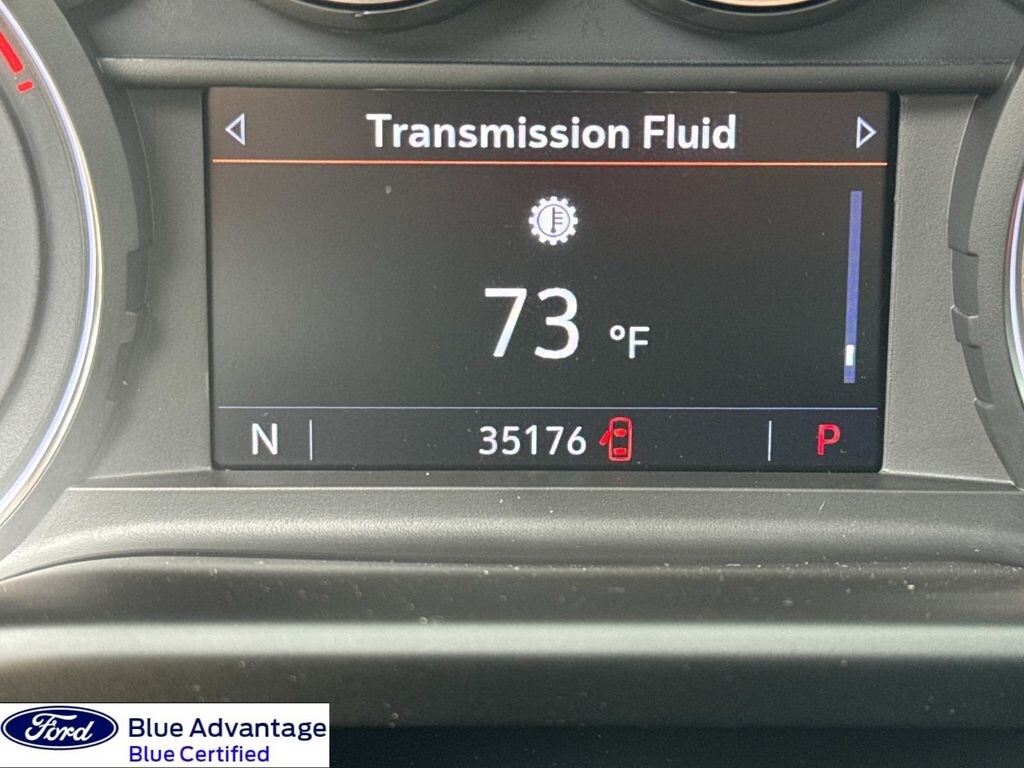 Transmission Fluid
73 °F
N 35176 P
Ford Blue Advantage
Blue Certified